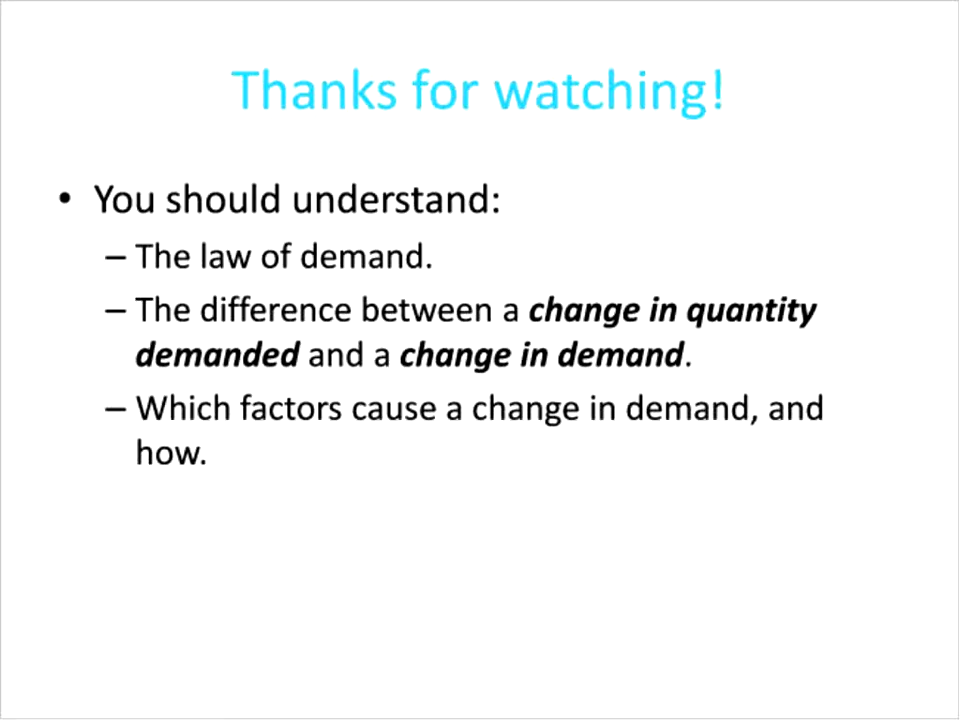 Thanks for watching!
• You should understand:
– The law of demand.
– The difference between a change in quantity
demanded and a change in demand.
– Which factors cause a change in demand, and
how.